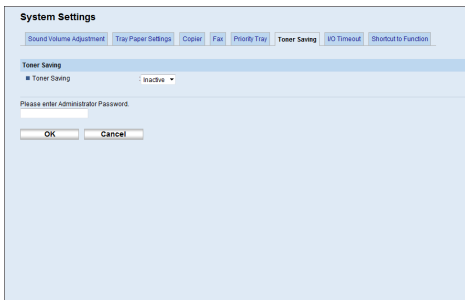 System Settings
Sound Volume Adjustment Tray Paper Settings Copier Fax Priority Tray Toner Saving I/O Timeout Shortcut to Function
Toner Saving
Toner Saving : Inactive
Please enter Administrator Password.
OK Cancel